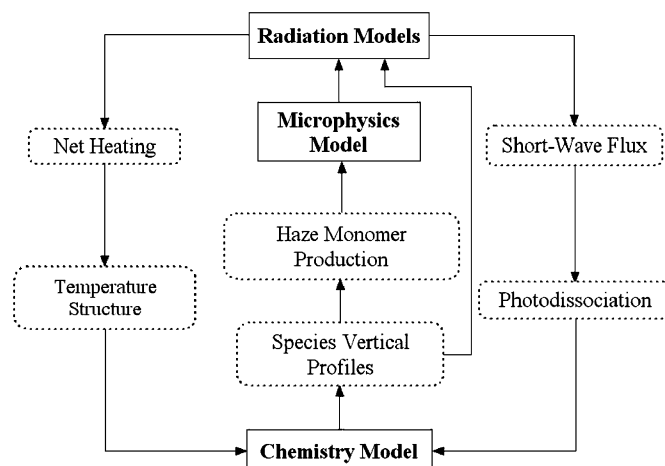 Radiation Models
Microphysics
Model
Net Heating
Short-Wave Flux
Haze Monomer
Production
Temperature
Structure
Photodissociation
Species Vertical
Profiles
Chemistry Model